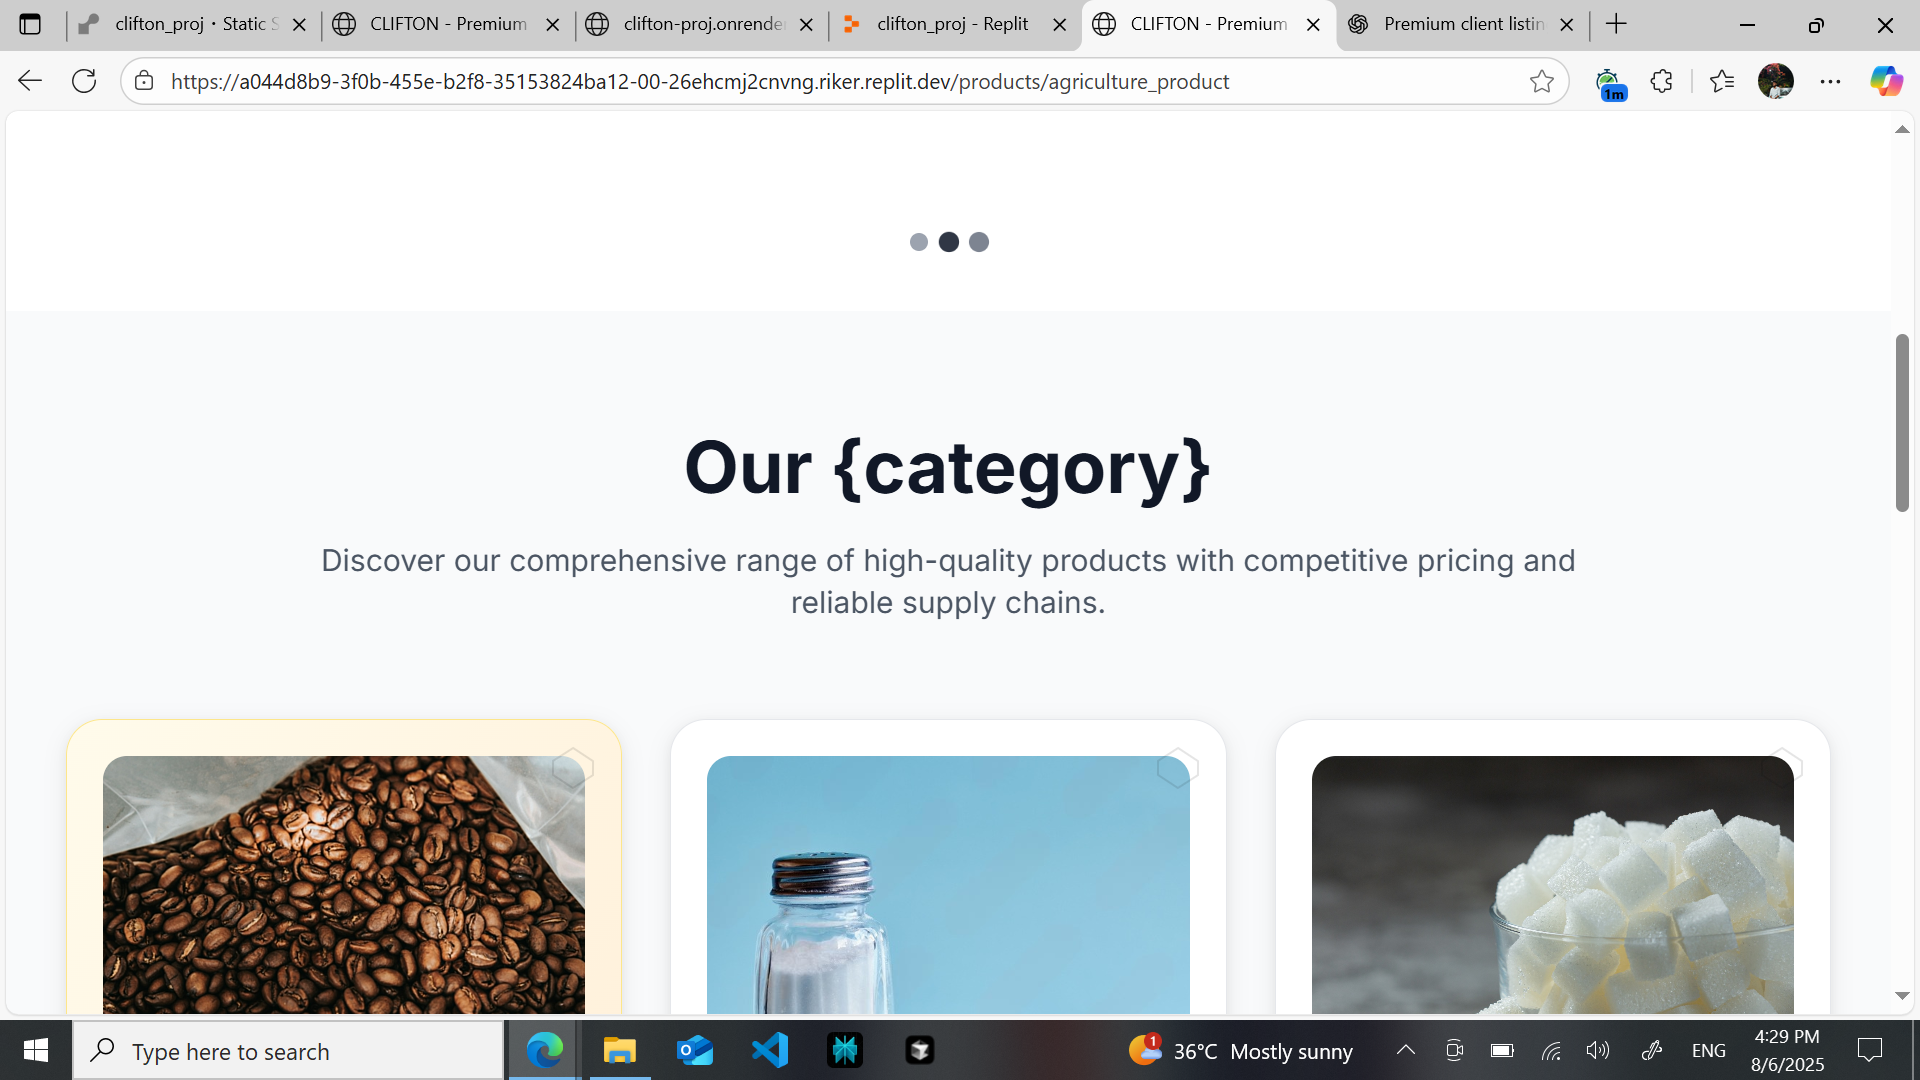 clifton_proj • Static S
CLIFTON - Premium
clifton-proj.onrende
clifton_proj - Replit
CLIFTON - Premium
Premium client listin
https://a044d8b9-3f0b-455e-b2f8-35153824ba12-00-26ehcmj2cnvng.riker.replit.dev/products/agriculture_product
1m
Our {category}
Discover our comprehensive range of high-quality products with competitive pricing and
reliable supply chains.
Type here to search
1
36°C Mostly sunny
ENG
4:29 PM
8/6/2025